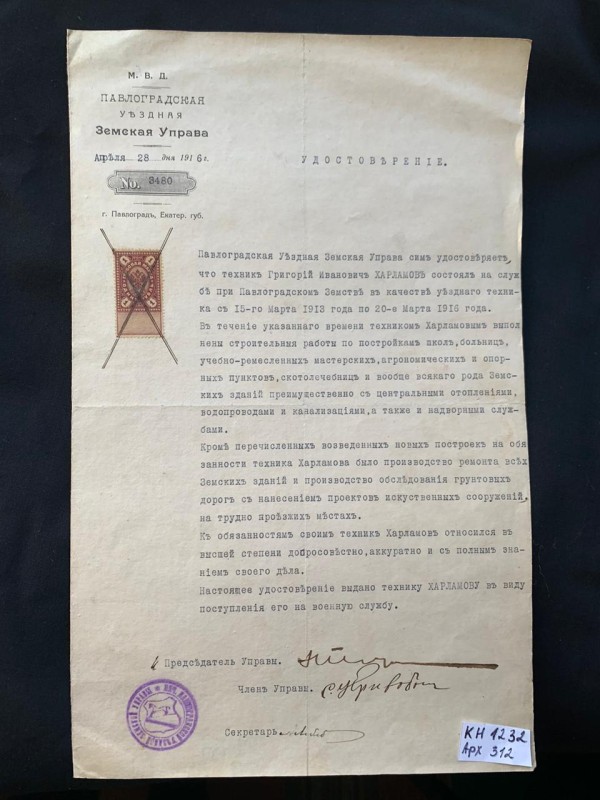 М. В. Д.
ПАВЛОГРАДСКАЯ
УѢЗДНАЯ
Земская Управа
Апрѣля 28 дня 1916 г.
No. 3480
г. Павлоградъ, Екатер. губ.
УДОСТОВѢРЕНІЕ.
1 1
Павлоградская Уѣздная Земская Управа симъ удостовѣряетъ,
что техникъ Григорій Ивановичъ ХАРЛАМОВЪ состоялъ на служ
бѣ при Павлоградскомъ Земствѣ въ качествѣ уѣзднаго техни-
ка съ 15-го Марта 1913 года по 20-е Марта 1916 года.
Въ теченіе указаннаго времени техникомъ Харламовымъ выпол
нены строительныя работы по постройкамъ школъ,больницъ,
учебно-ремесленныхъ мастерскихъ,агрономическихъ и опор-
ныхъ пунктовъ,скотолечебницъ и вообще всякаго рода Земс-
кихъ зданій преимущественно съ центральными отопленіями,
водопроводами и канализаціями,а также и надворными служ-
бами.
Кромѣ перечисленныхъ возведенныхъ новыхъ построекъ на обя
занности техника Харламова было производство ремонта всѣхъ
Земскихъ зданій и производство обслѣдованія грунтовыхъ
дорогъ съ нанесеніемъ проектовъ искуственныхъ сооруженій,
на трудно проѣзжихъ мѣстахъ.
Къ обязанностямъ своимъ техникъ Харламовъ относился въ
высшей степени добросовѣстно,аккуратно и съ полнымъ зна-
ніемъ своего дѣла.
Настоящее удостовѣреніе выдано технику ХАРЛАМОВУ въ виду
поступленія его на военную службу.
Предсѣдатель Управы.
Членъ Управы.
Секретарь
КН 1232
Арх 312